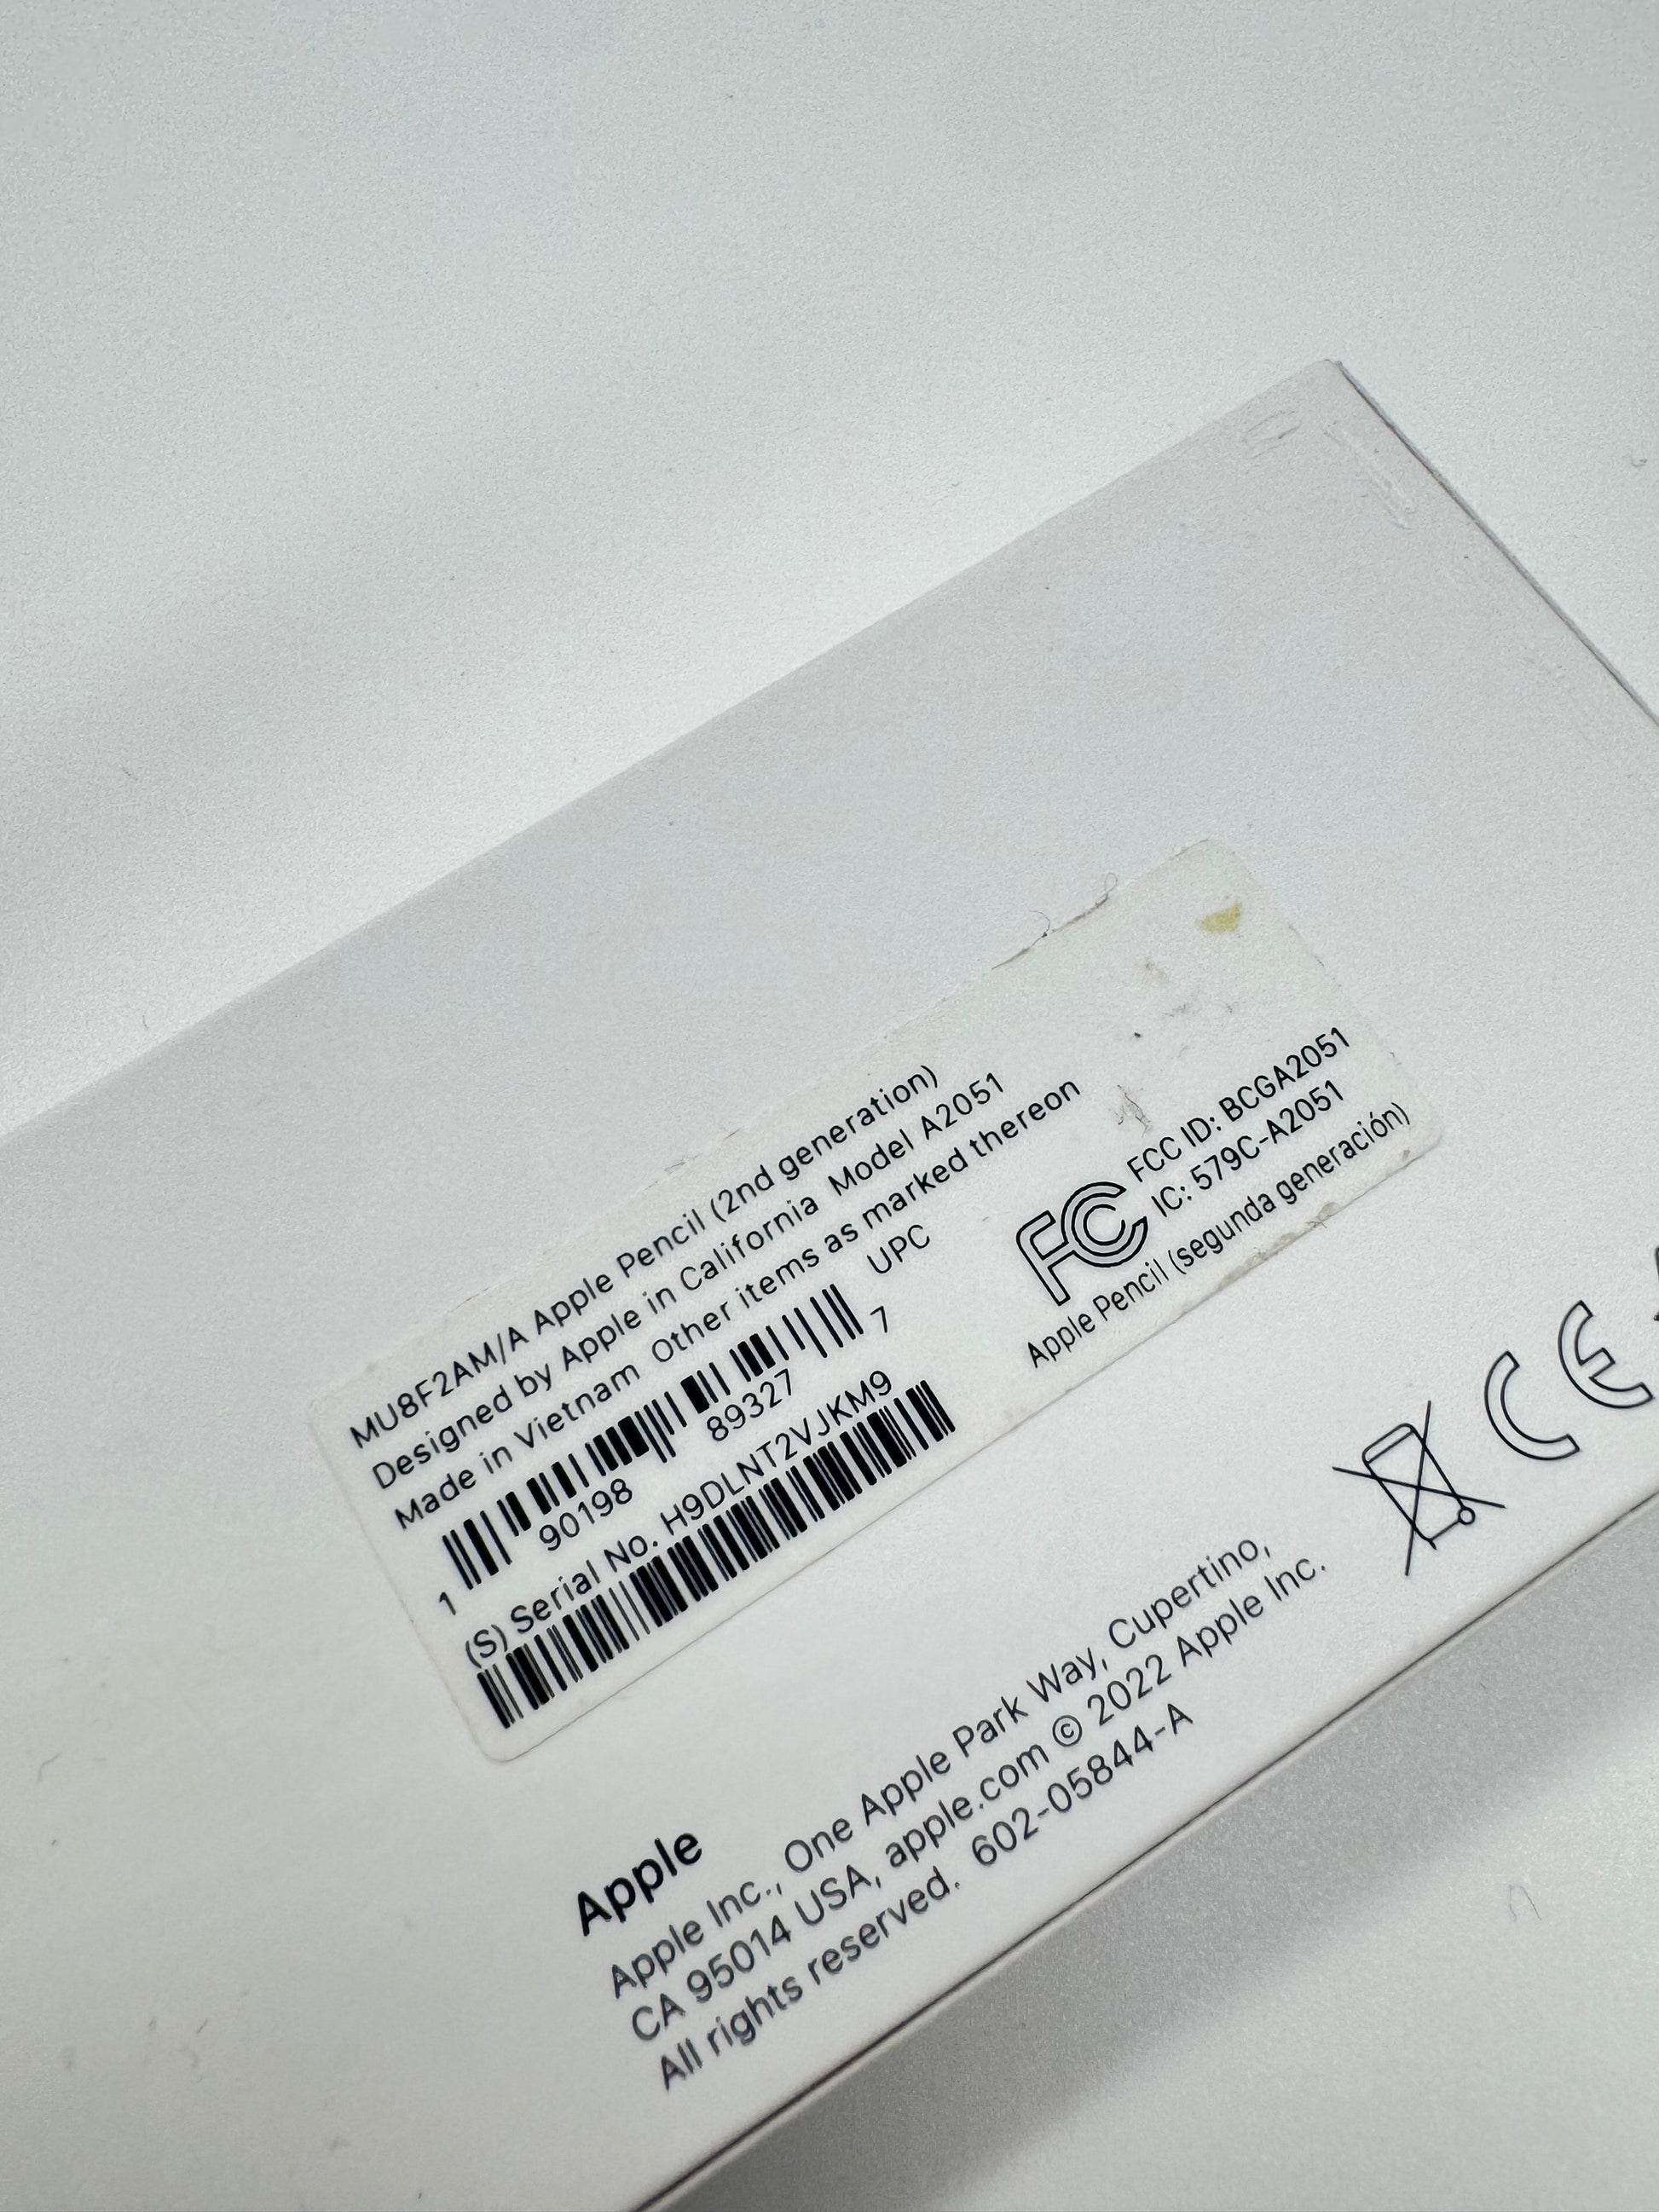 MU8F2AM/A Apple Pencil (2nd generation)
Designed by Apple in California Model A2051
Made in Vietnam Other items as marked thereon
UPC
1 90198 89327 7
(S) Serial No. H9DLNT2VJKM9
FC FCC ID: BCGA2051
IC: 579C-A2051
Apple Pencil (segunda generación)
CE
Apple
Apple Inc., One Apple Park Way, Cupertino,
CA 95014 USA, apple.com © 2022 Apple Inc.
All rights reserved. 602-05844-A